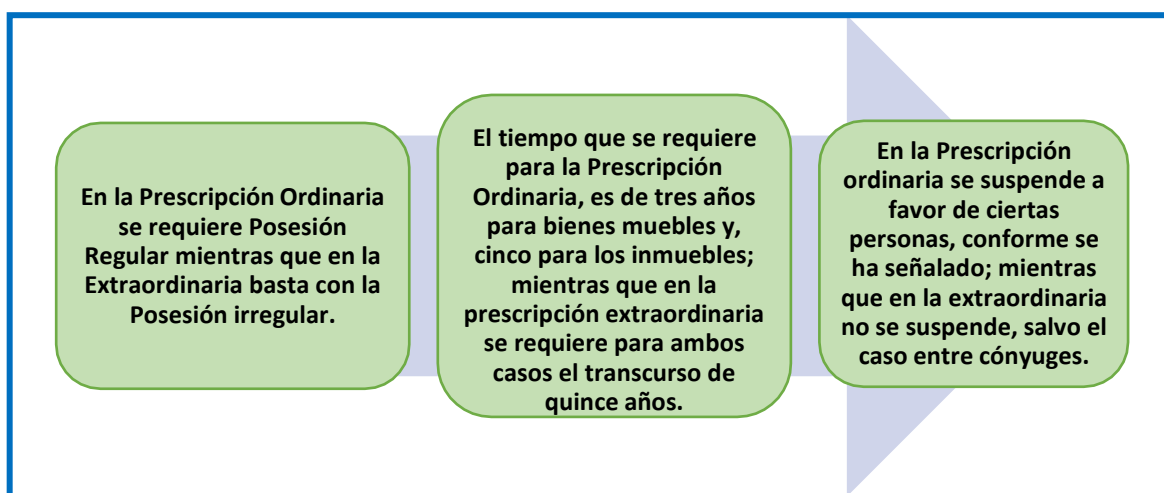 En la Prescripción Ordinaria
se requiere Posesión
Regular mientras que en la
Extraordinaria basta con la
Posesión irregular.
El tiempo que se requiere
para la Prescripción
Ordinaria, es de tres años
para bienes muebles y,
cinco para los inmuebles;
mientras que en la
prescripción extraordinaria
se requiere para ambos
casos el transcurso de
quince años.
En la Prescripción
ordinaria se suspende a
favor de ciertas
personas, conforme se
ha señalado; mientras
que en la extraordinaria
no se suspende, salvo el
caso entre cónyuges.